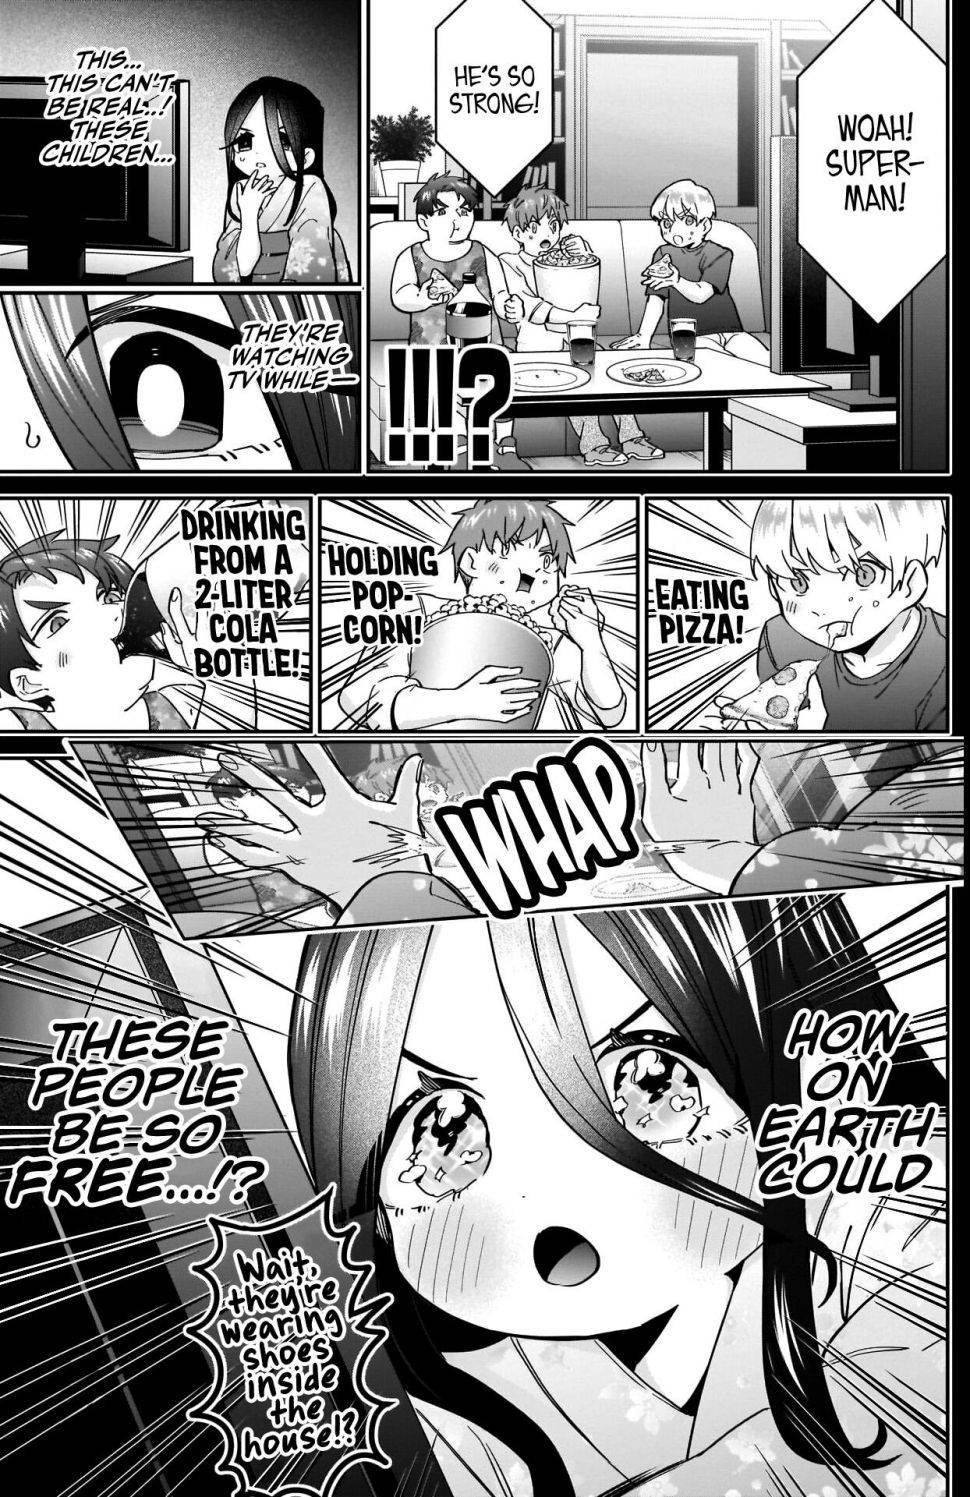 WOAH!
SUPER-
MAN!
HE'S SO
STRONG!
!!!?
THIS...
THIS CAN'T
BE REAL..!
THESE
CHILDREN...
THEY'RE
WATCHING
TV WHILE—
EATING
PIZZA!
HOLDING
POP-
CORN!
DRINKING
FROM A
2-LITER
COLA
BOTTLE!
WHAP
HOW
ON
EARTH
COULD
THESE
PEOPLE
BE SO
FREE...!?
Wait,
they're
wearing
shoes
inside
the
house!?